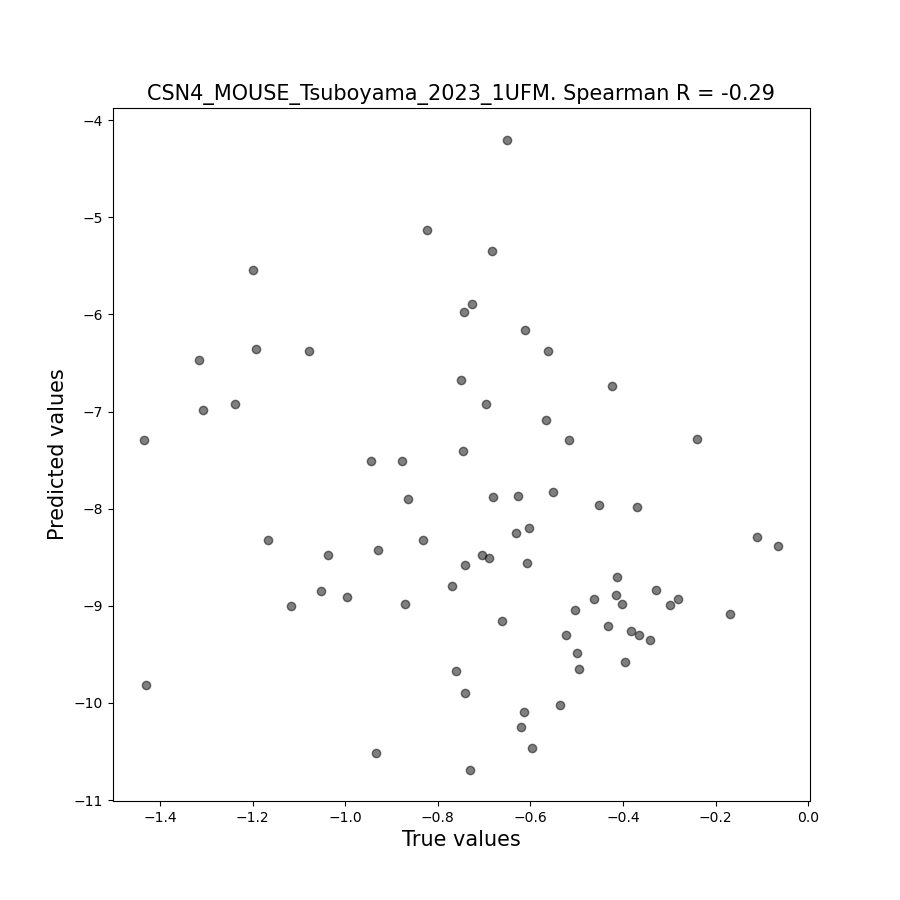 CSN4_MOUSE_Tsuboyama_2023_1UFM. Spearman R = -0.29
−4
−5
−6
−7
−8
−9
−10
−11
Predicted values
−1.4 −1.2 −1.0 −0.8 −0.6 −0.4 −0.2 0.0
True values